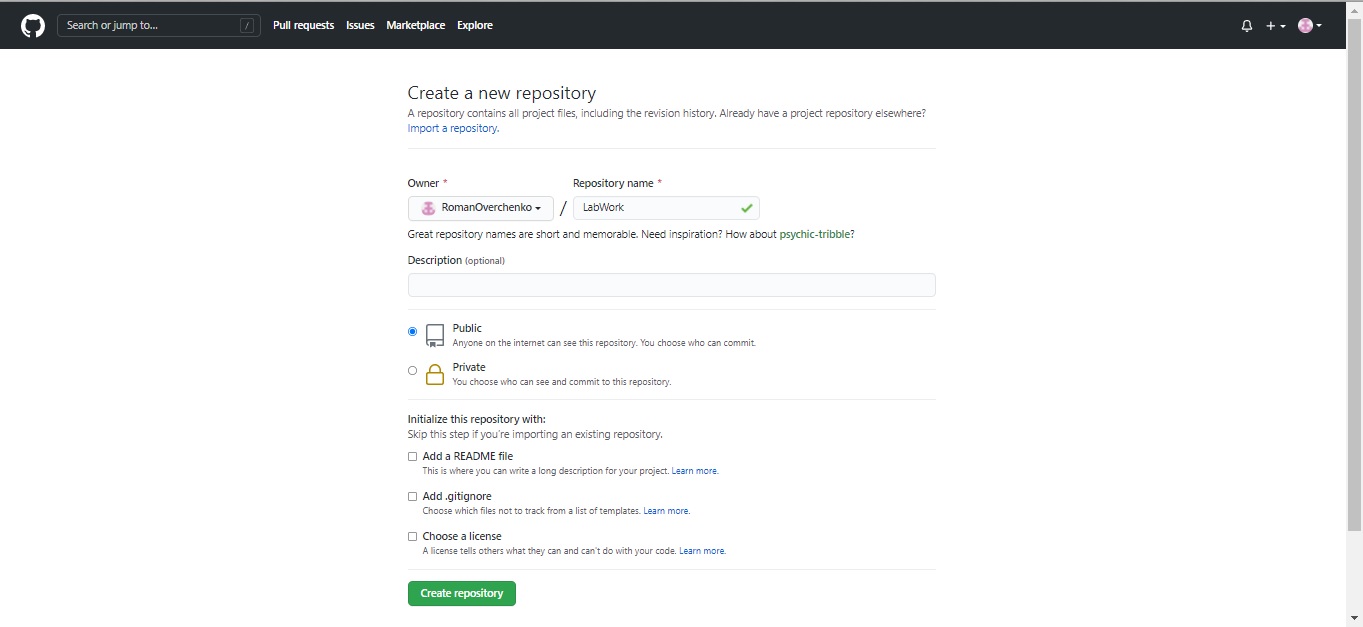 Search or jump to... /
Pull requests Issues Marketplace Explore
Create a new repository
A repository contains all project files, including the revision history. Already have a project repository elsewhere?
Import a repository.
Owner * Repository name *
RomanOverchenko / LabWork
Great repository names are short and memorable. Need inspiration? How about psychic-tribble?
Description (optional)
Public
Anyone on the internet can see this repository. You choose who can commit.
Private
You choose who can see and commit to this repository.
Initialize this repository with:
Skip this step if you're importing an existing repository.
Add a README file
This is where you can write a long description for your project. Learn more.
Add .gitignore
Choose which files not to track from a list of templates. Learn more.
Choose a license
A license tells others what they can and can't do with your code. Learn more.
Create repository